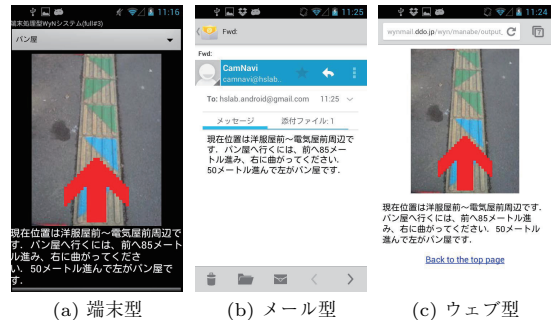 11:16
端末処理型WyNシステム(full#3)
パン屋
現在位置は洋服屋前～電気屋前周辺で
す．パン屋へ行くには、前へ85メート
ル進み、右に曲がってくださ
い．50メートル進んで左がパン屋で
す．
(a) 端末型
11:25
Fwd:
Fwd:
CamNavi
camnavi@hslab..
To: hslab.android@gmail.com 11:25
メッセージ 添付ファイル: 1
現在位置は洋服屋前～電気屋前周辺で
す．パン屋へ行くには、前へ85メー
トル進み、右に曲がってください．
50メートル進んで左がパン屋です．
(b) メール型
11:24
wynmail.ddo.jp/wyn/manabe/output_
7
現在位置は洋服屋前～電気屋前周辺です．
パン屋へ行くには、前へ85メートル進
み、右に曲がってください．50メートル
進んで左がパン屋です．
Back to the top page
(c) ウェブ型